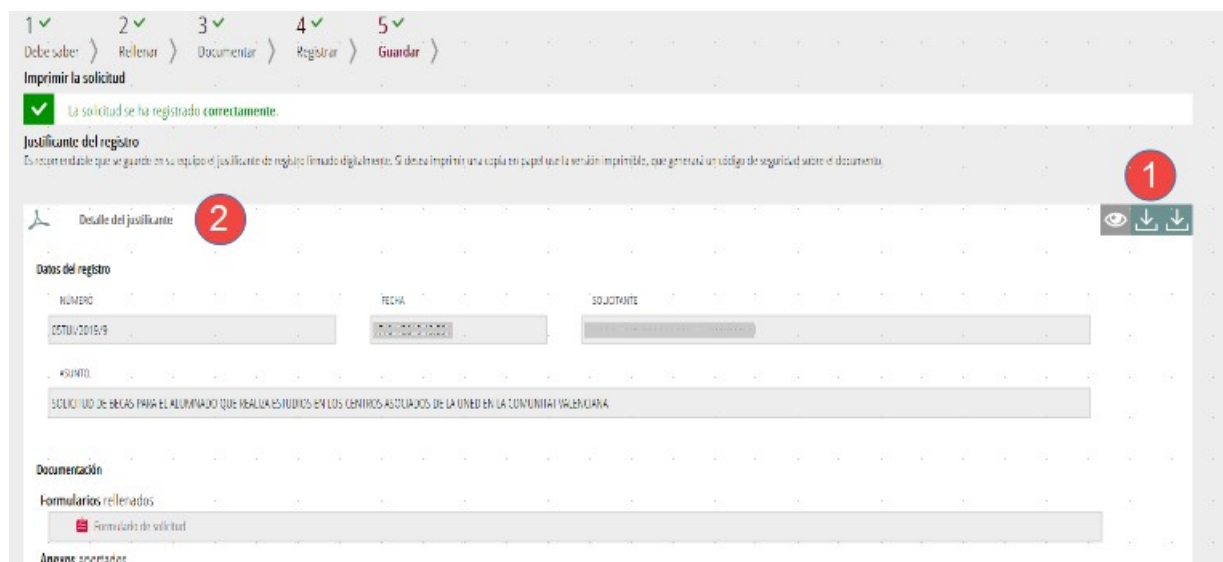 1 2 3 4 5
Debe saber Rellenar Documentar Registrar Guardar
Imprimir la solicitud
La solicitud se ha registrado correctamente.
Justificante del registro
Es recomendable que se guarde en su equipo el justificante de registro firmado digitalmente. Si desea imprimir una copia en papel use la versión imprimible, que generará un código de seguridad sobre el documento.
1
Detalle del justificante 2
Datos del registro
NÚMERO FECHA SOLICITANTE
ASUNTO
SOLICITUD DE BECAS PARA EL ALUMNADO QUE REALIZA ESTUDIOS EN LOS CENTROS ASOCIADOS DE LA UNED EN LA COMUNITAT VALENCIANA
Documentación
Formularios rellenados
Formulario de solicitud
Anexos aportados